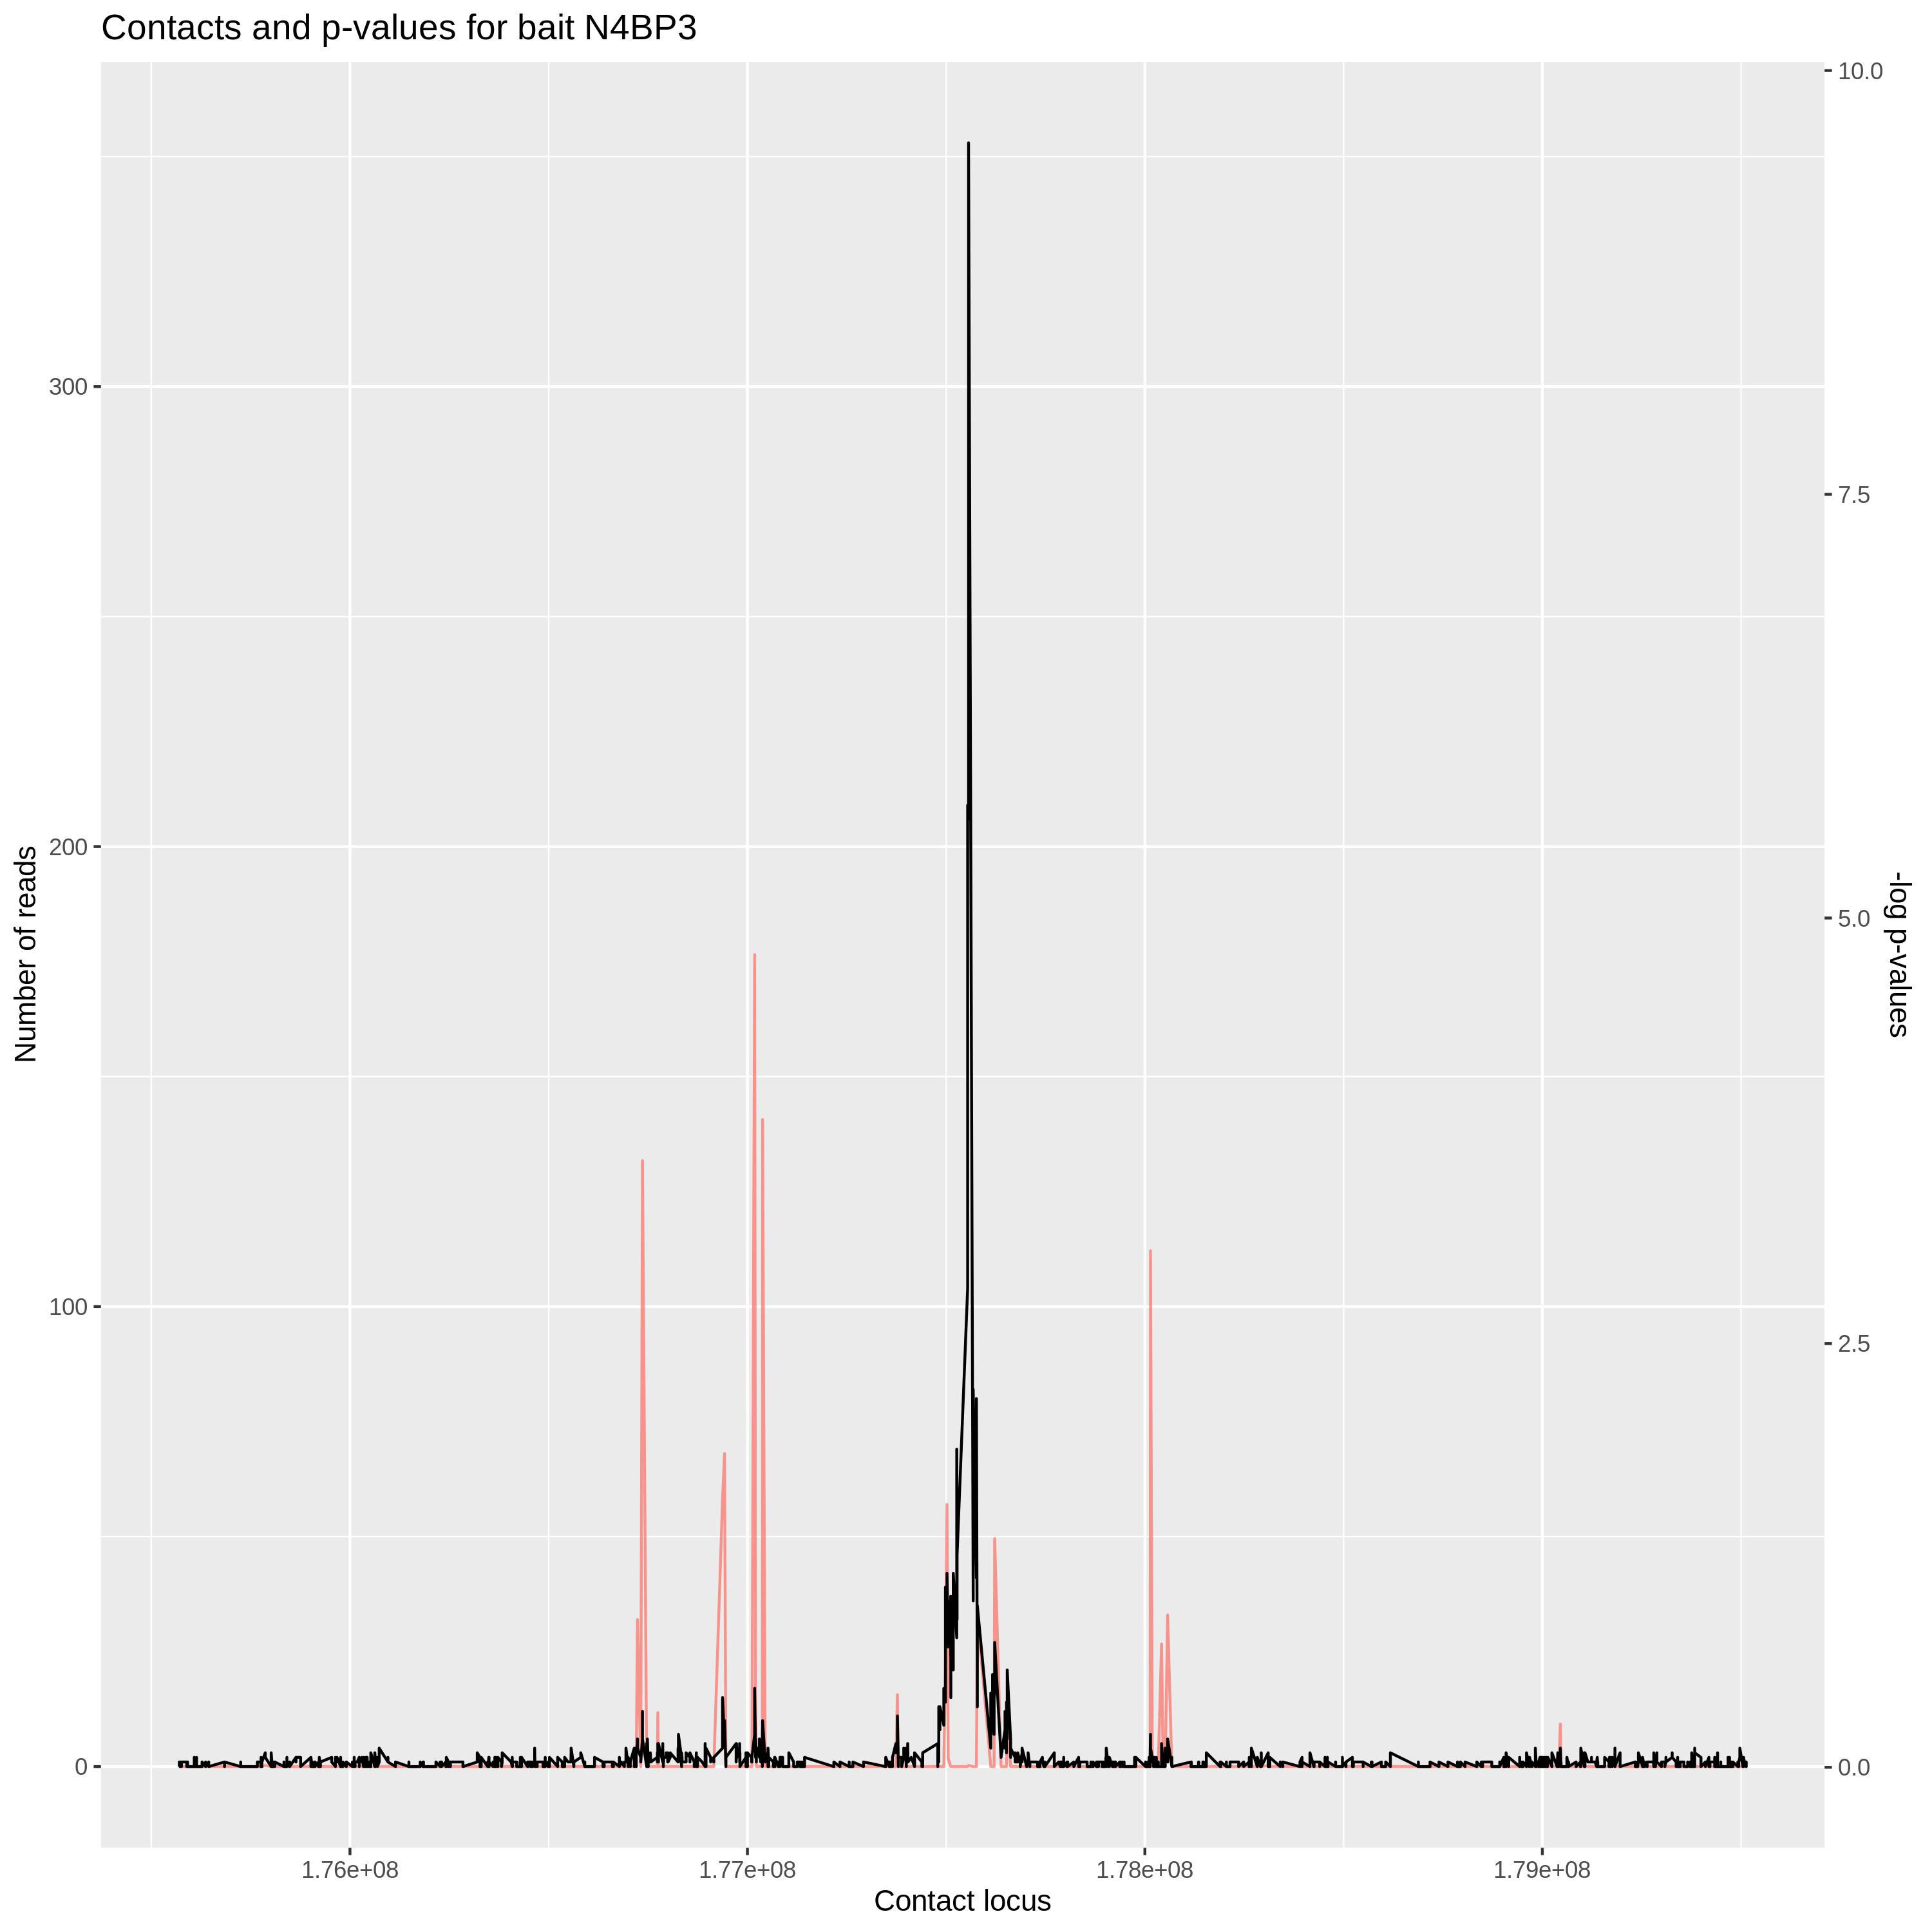 Contacts and p-values for bait N4BP3
10.0
300
7.5
200
5.0
Number of reads
-log p-values
100
2.5
0
0.0
1.76e+08
1.77e+08
1.78e+08
1.79e+08
Contact locus